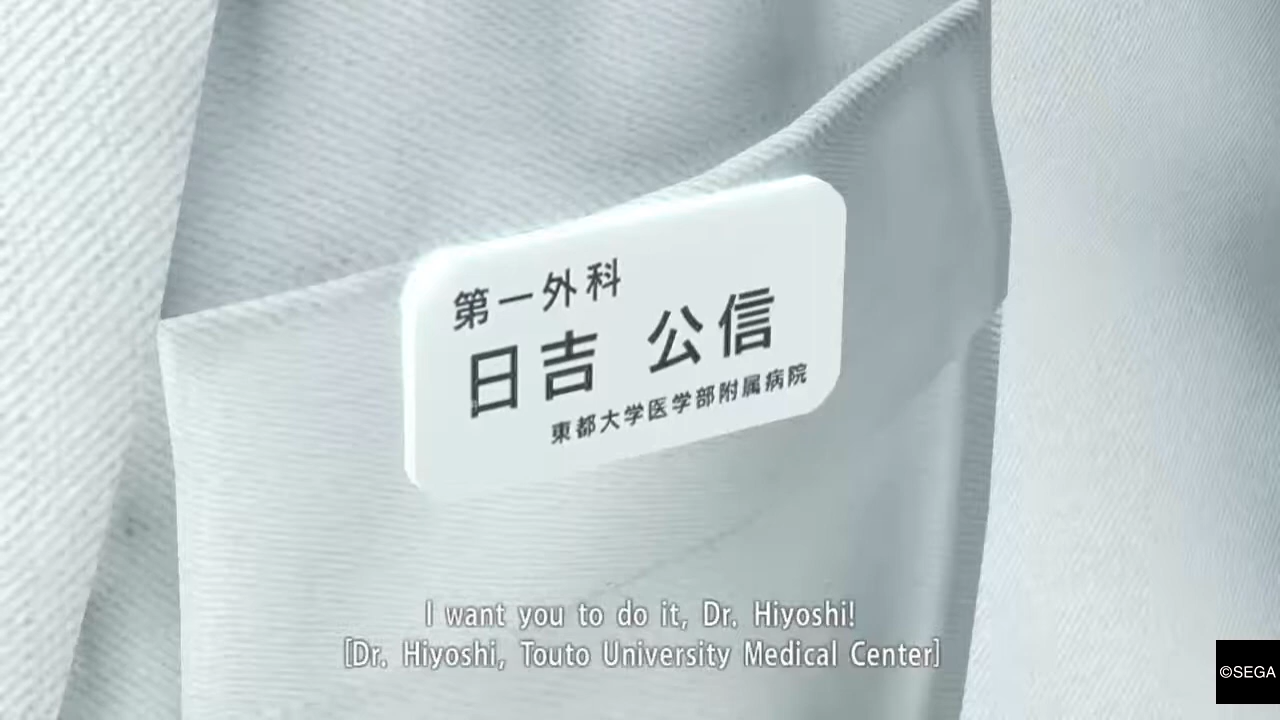 第一外科
日吉 公信
東都大学医学部附属病院
I want you to do it, Dr. Hiyoshi!
[Dr. Hiyoshi, Touto University Medical Center]
©SEGA